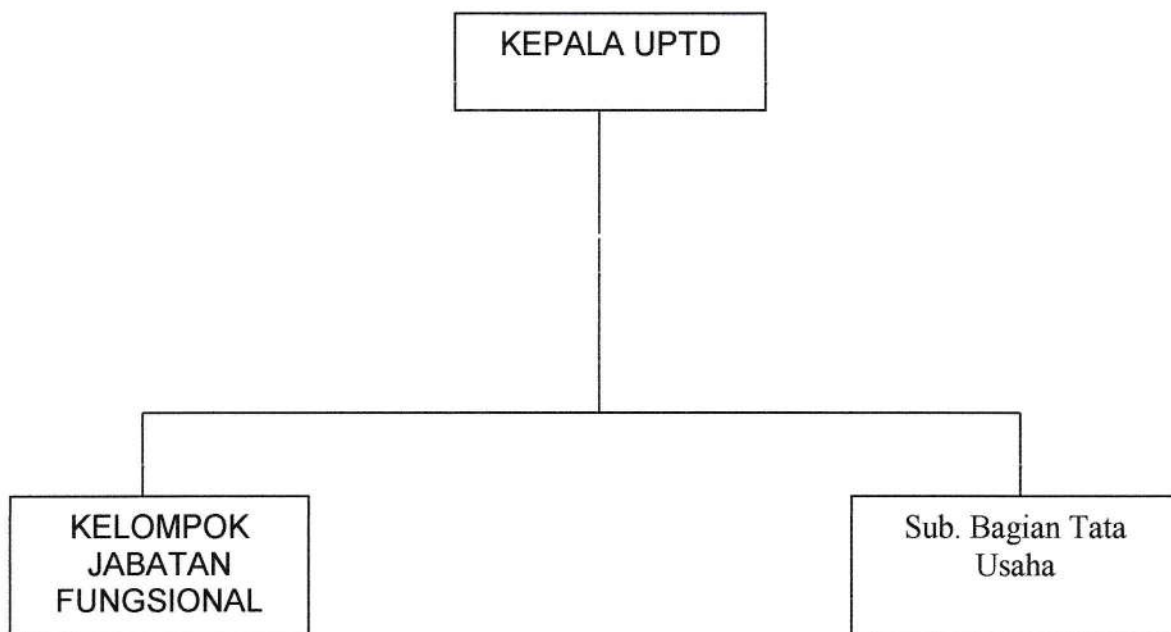 KEPALA UPTD
KELOMPOK
JABATAN
FUNGSIONAL
Sub. Bagian Tata
Usaha